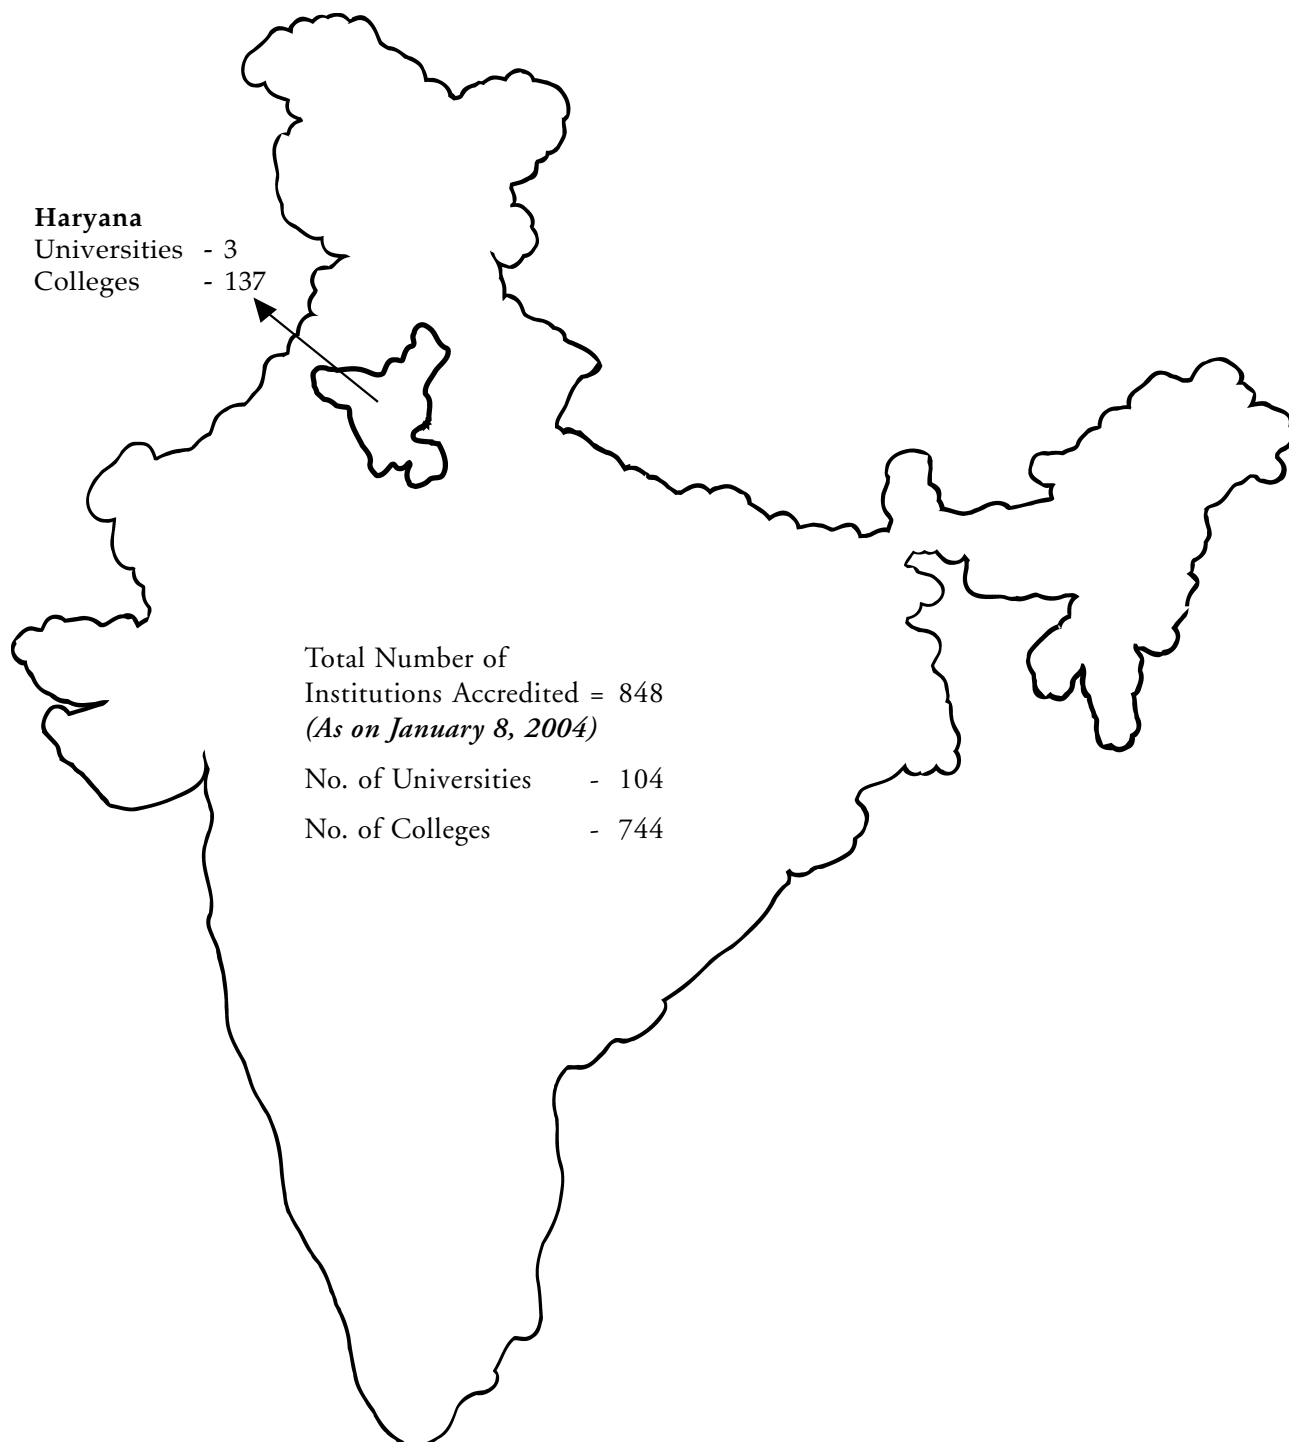 Haryana
Universities - 3
Colleges - 137
Total Number of
Institutions Accredited = 848
(As on January 8, 2004)
No. of Universities - 104
No. of Colleges - 744